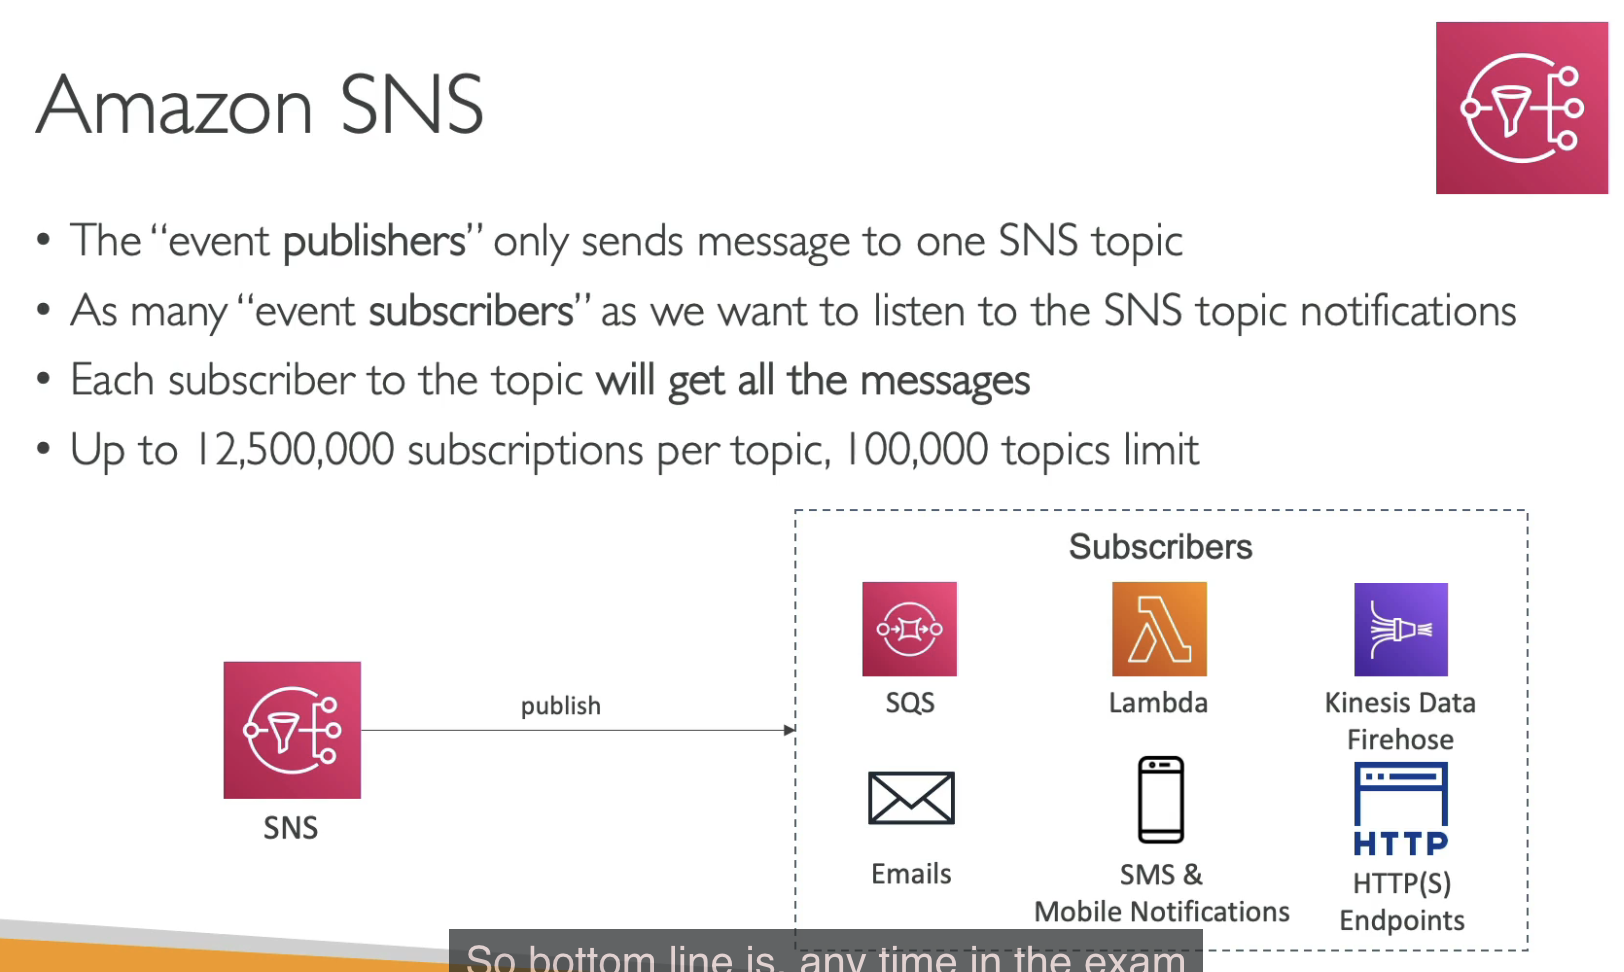 Amazon SNS
• The “event publishers” only sends message to one SNS topic
• As many “event subscribers” as we want to listen to the SNS topic notifications
• Each subscriber to the topic will get all the messages
• Up to 12,500,000 subscriptions per topic, 100,000 topics limit
Subscribers
SQS
Lambda
Kinesis Data
Firehose
publish
SNS
Emails
SMS &
Mobile Notifications
HTTP
HTTP(S)
Endpoints
So bottom line is, any time in the exam